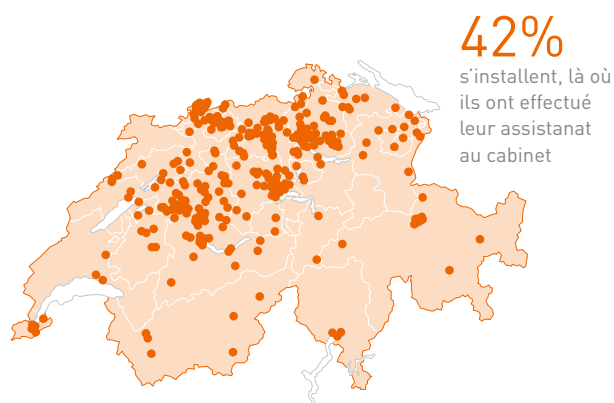 42%
s'installent, là où
ils ont effectué
leur assistanat
au cabinet